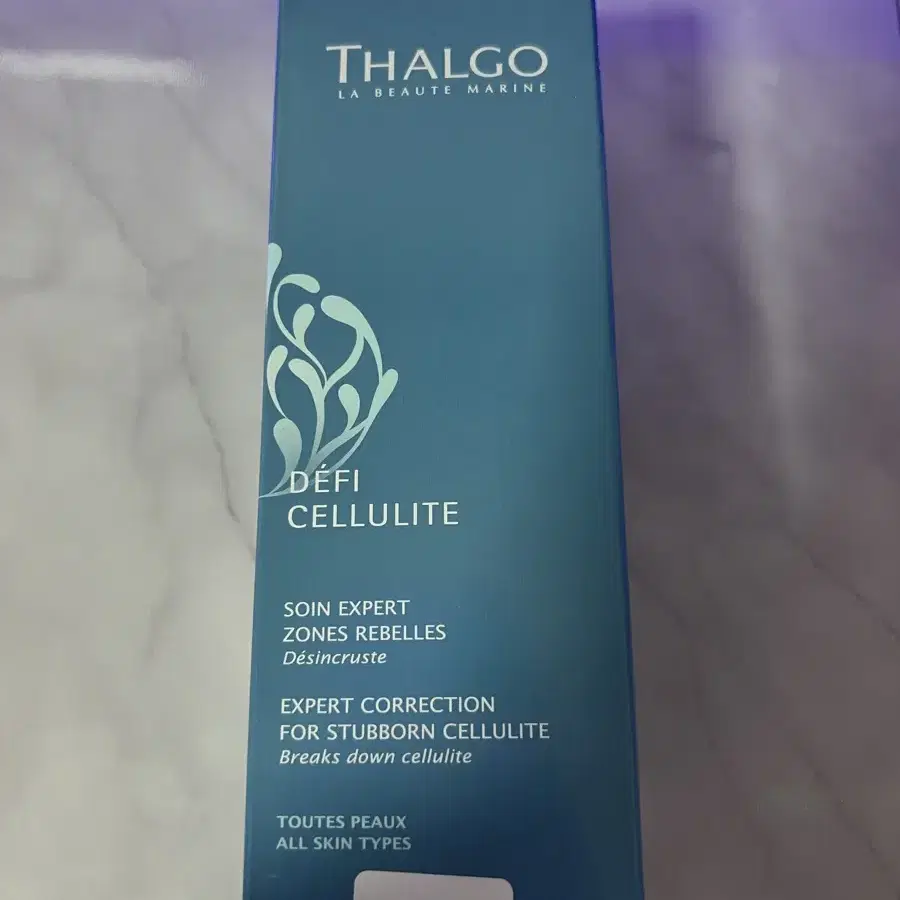 THALGO
LA BEAUTE MARINE
DÉFI
CELLULITE
SOIN EXPERT
ZONES REBELLES
Désincruste
EXPERT CORRECTION
FOR STUBBORN CELLULITE
Breaks down cellulite
TOUTES PEAUX
ALL SKIN TYPES